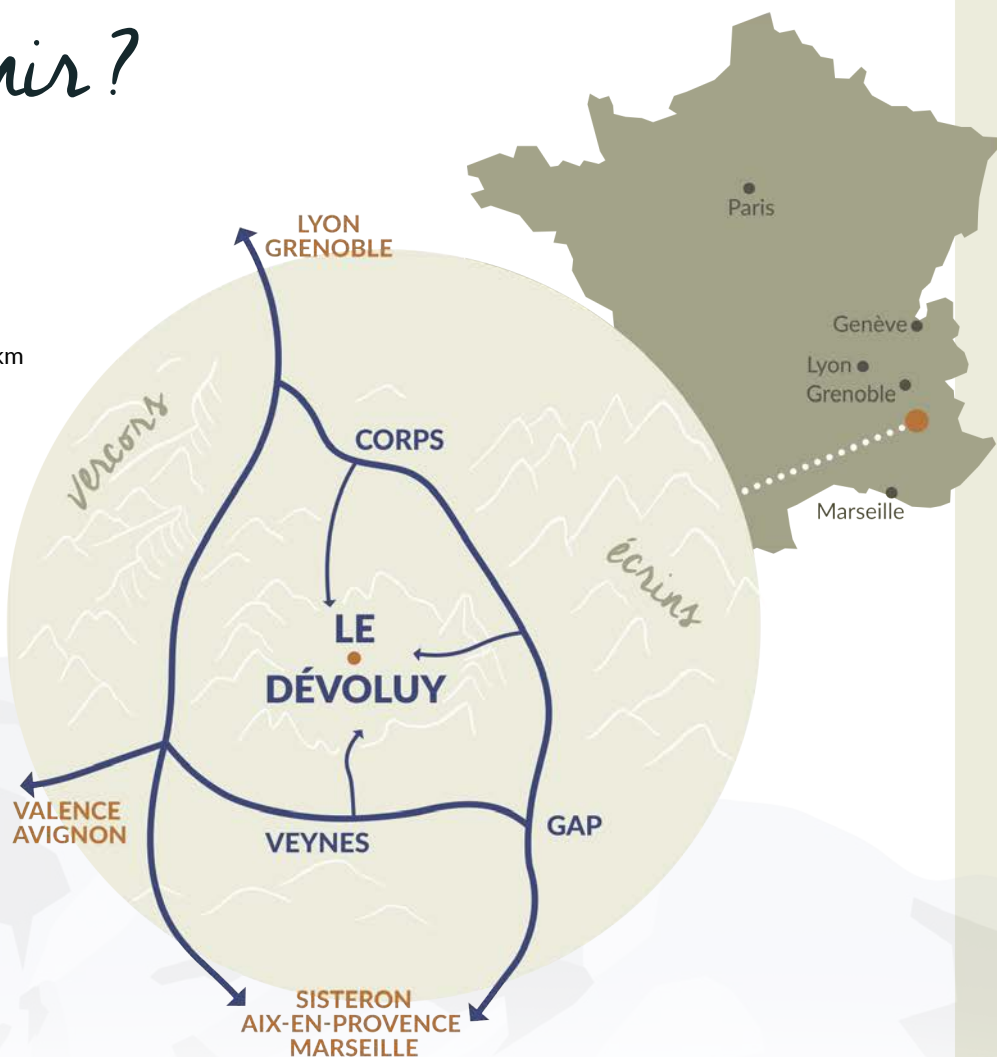 nir ?
Paris
LYON
GRENOBLE
Genève
km
Lyon
Grenoble
vercors
CORPS
Marseille
écrins
LE
DÉVOLUY
VALENCE
AVIGNON
VEYNES
GAP
SISTERON
AIX-EN-PROVENCE
MARSEILLE